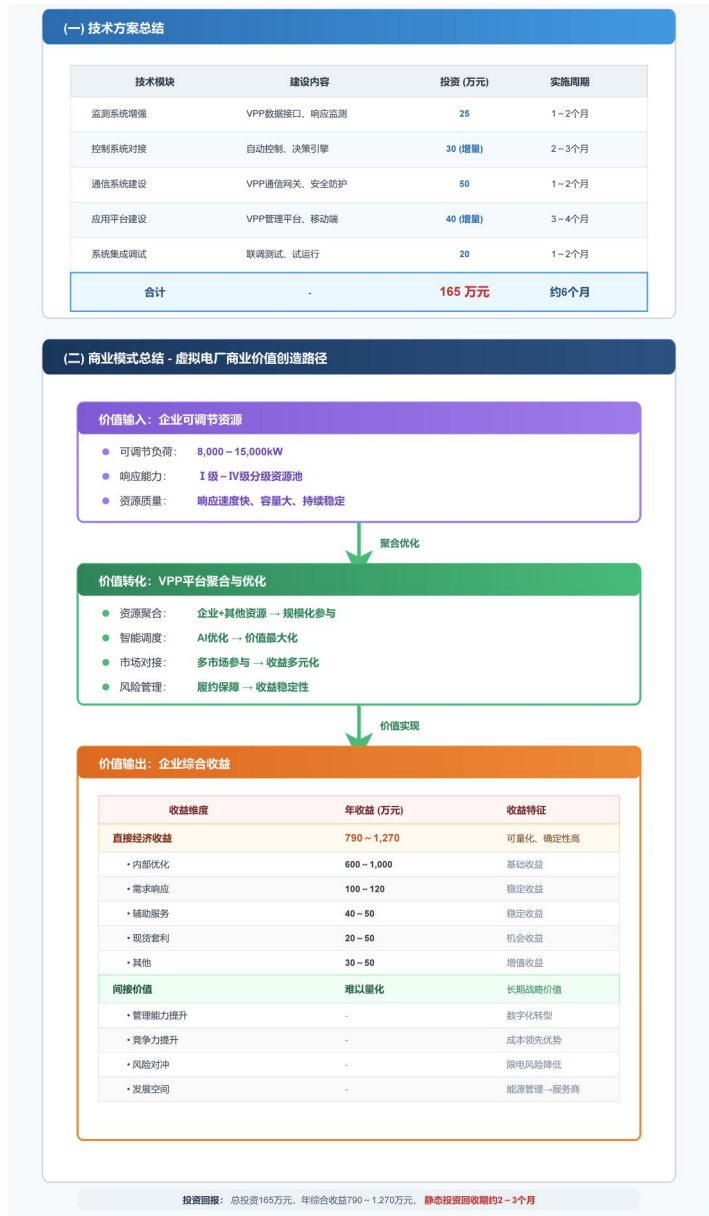 (一) 技术方案总结
技术模块 建设内容 投资 (万元) 实施周期
监测系统增强 VPP数据接口、响应监测 25 1~2个月
控制系统对接 自动控制、决策引擎 30 (增量) 2~3个月
通信系统建设 VPP通信网关、安全防护 50 1~2个月
应用平台建设 VPP管理平台、移动端 40 (增量) 3~4个月
系统集成调试 联调测试、试运行 20 1~2个月
合计 - 165 万元 约6个月
(二) 商业模式总结 - 虚拟电厂商业价值创造路径
价值输入：企业可调节资源
● 可调节负荷： 8,000~15,000kW
● 响应能力： Ⅰ级~Ⅳ级分级资源池
● 资源质量： 响应速度快、容量大、持续稳定
聚合优化
价值转化：VPP平台聚合与优化
● 资源聚合： 企业+其他资源 → 规模化参与
● 智能调度： AI优化 → 价值最大化
● 市场对接： 多市场参与 → 收益多元化
● 风险管理： 履约保障 → 收益稳定性
价值实现
价值输出：企业综合收益
收益维度 年收益 (万元) 收益特征
直接经济收益 790~1,270 可量化、确定性高
• 内部优化 600~1,000 基础收益
• 需求响应 100~120 稳定收益
• 辅助服务 40~50 稳定收益
• 现货套利 20~50 机会收益
• 其他 30~50 增值收益
间接价值 难以量化 长期战略价值
• 管理能力提升 - 数字化转型
• 竞争力提升 - 成本领先优势
• 风险对冲 - 限电风险降低
• 发展空间 - 能源管理→服务商
投资回报： 总投资165万元，年综合收益790~1,270万元， 静态投资回收期约2~3个月